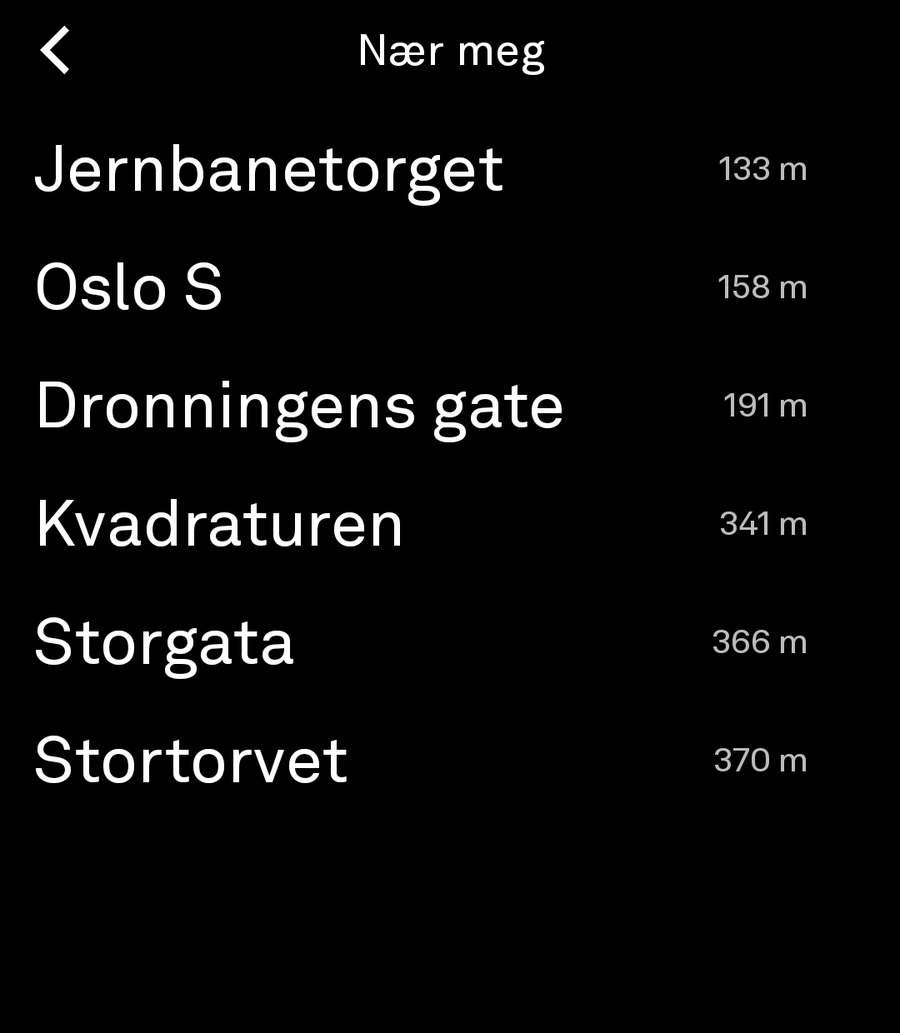 Nær meg
Jernbanetorget 133 m
Oslo S 158 m
Dronningens gate 191 m
Kvadraturen 341 m
Storgata 366 m
Stortorvet 370 m